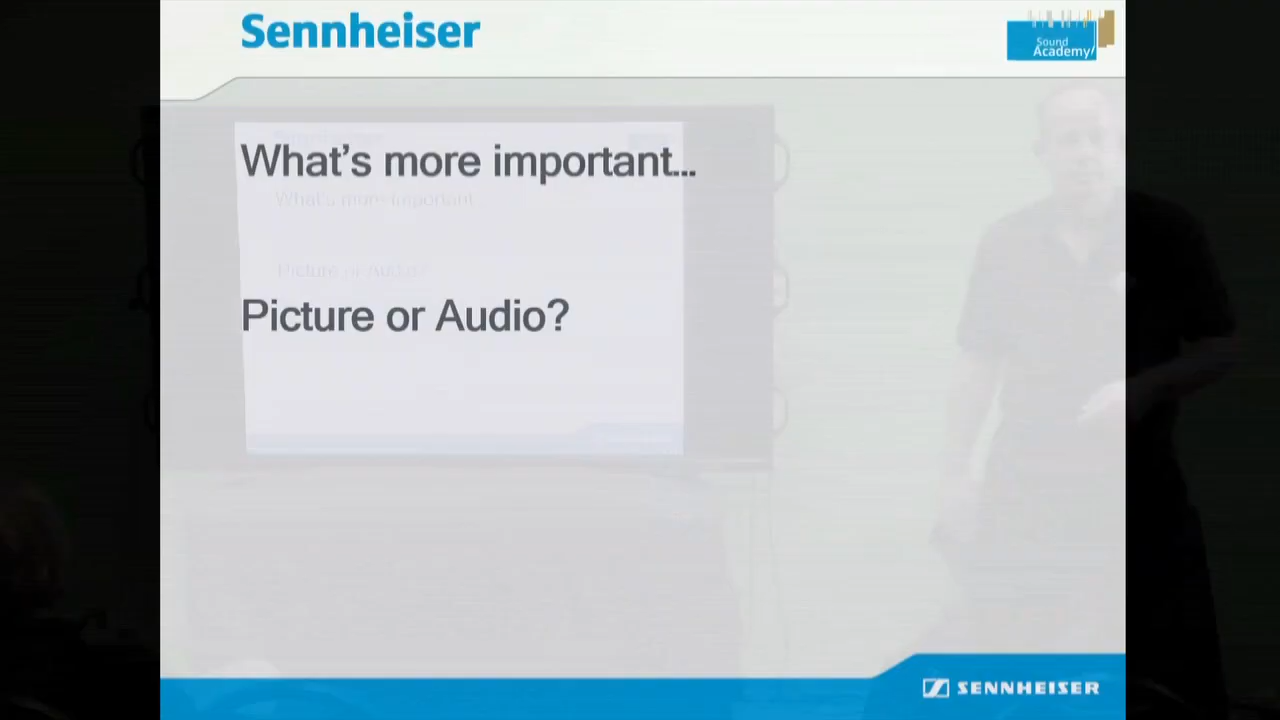 Sennheiser
Sound
Academy/
What's more important...
What's more important
Picture or Audio?
Picture or Audio?
SENNHEISER